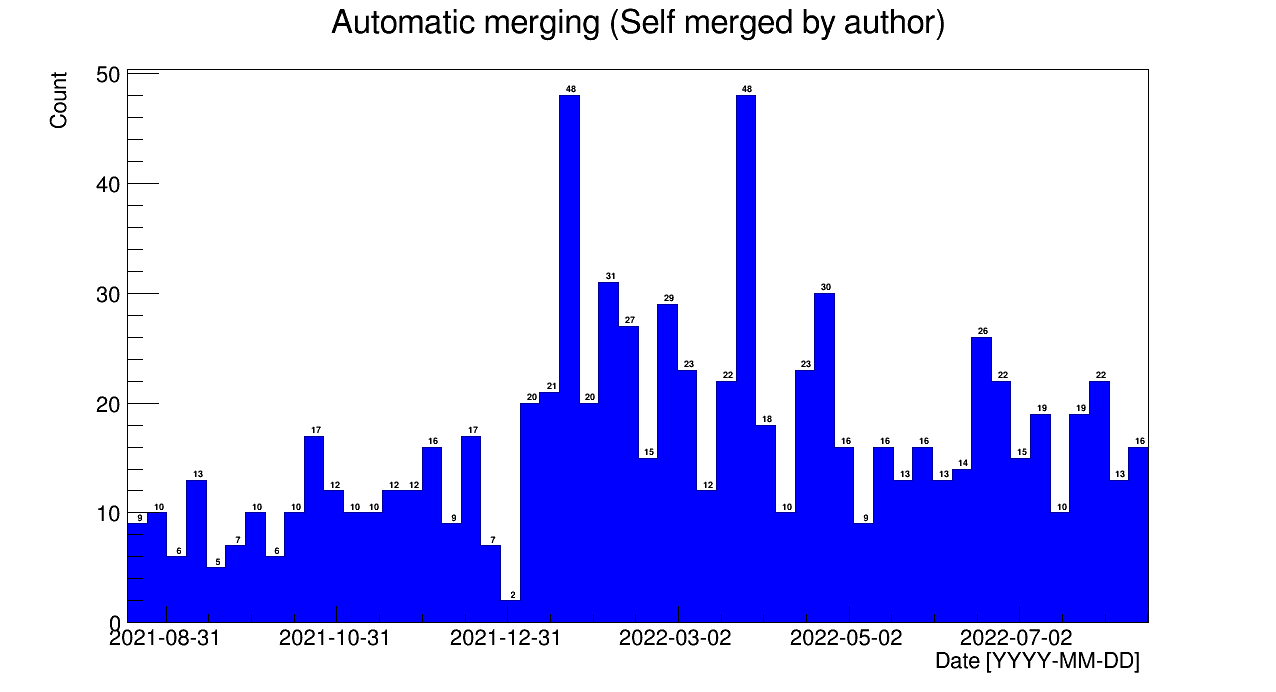 Automatic merging (Self merged by author)
Count
50
40
30
20
10
0
9 10 6 13 5 7 10 6 10 17 12 10 10 12 12 16 9 17 7 2 20 21 48 20 31 27 15 29 23 12 22 48 18 10 23 30 16 9 16 13 16 13 14 26 22 15 19 10 19 22 13 16
2021-08-31 2021-10-31 2021-12-31 2022-03-02 2022-05-02 2022-07-02
Date [YYYY-MM-DD]